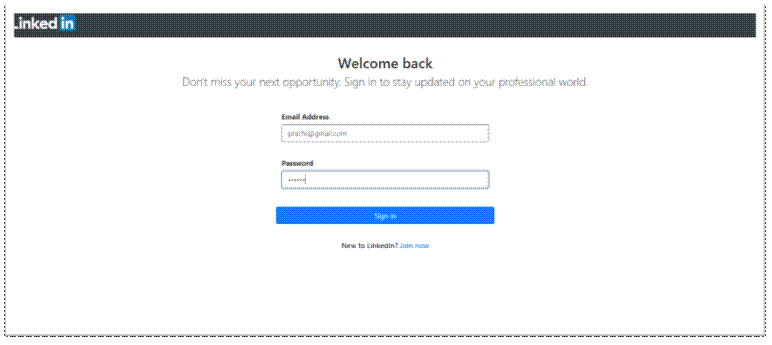 Linked in
Welcome back
Don't miss your next opportunity. Sign in to stay updated on your professional world.
Email Address
@gmail.com
Password
Sign in
New to LinkedIn? Join now